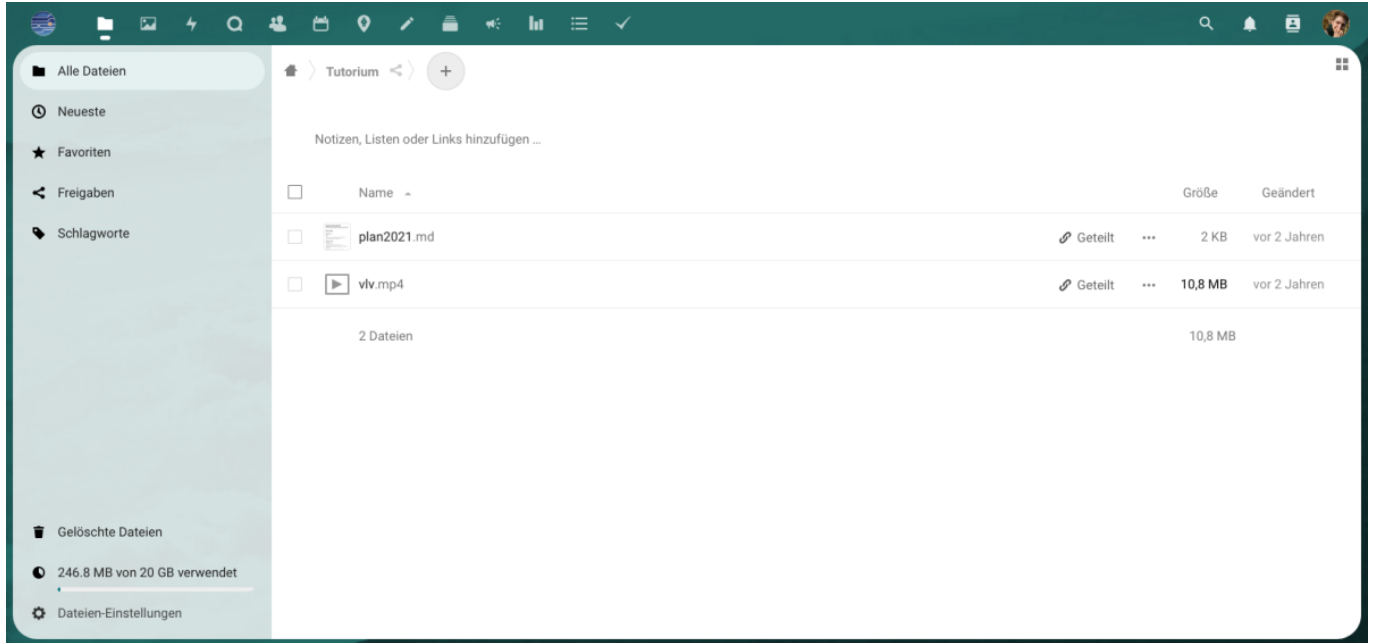 Alle Dateien
Neueste
Favoriten
Freigaben
Schlagworte
Gelöschte Dateien
246.8 MB von 20 GB verwendet
Dateien-Einstellungen
Tutorium
Notizen, Listen oder Links hinzufügen …
Name Größe Geändert
plan2021.md Geteilt 2 KB vor 2 Jahren
vlv.mp4 Geteilt 10,8 MB vor 2 Jahren
2 Dateien 10,8 MB